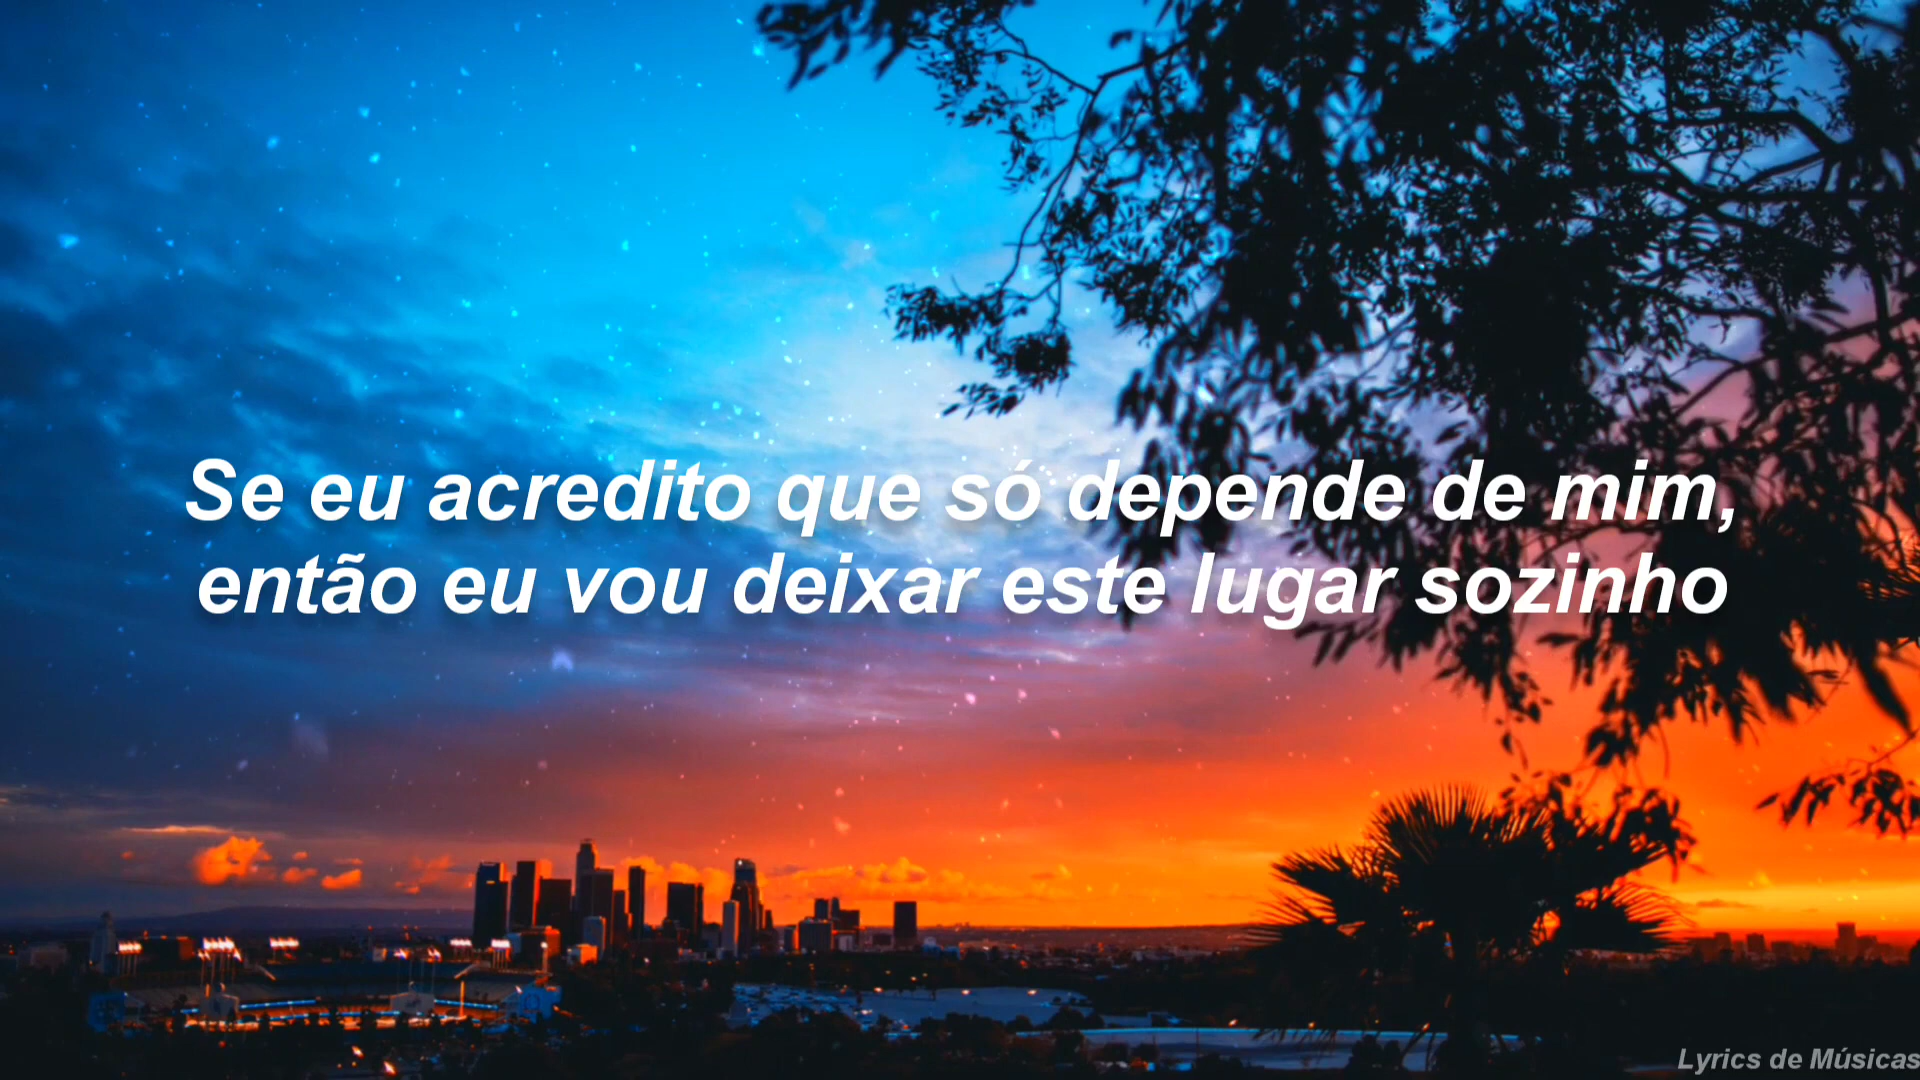 Se eu acredito que só depende de mim,
então eu vou deixar este lugar sozinho
Lyrics de Músicas